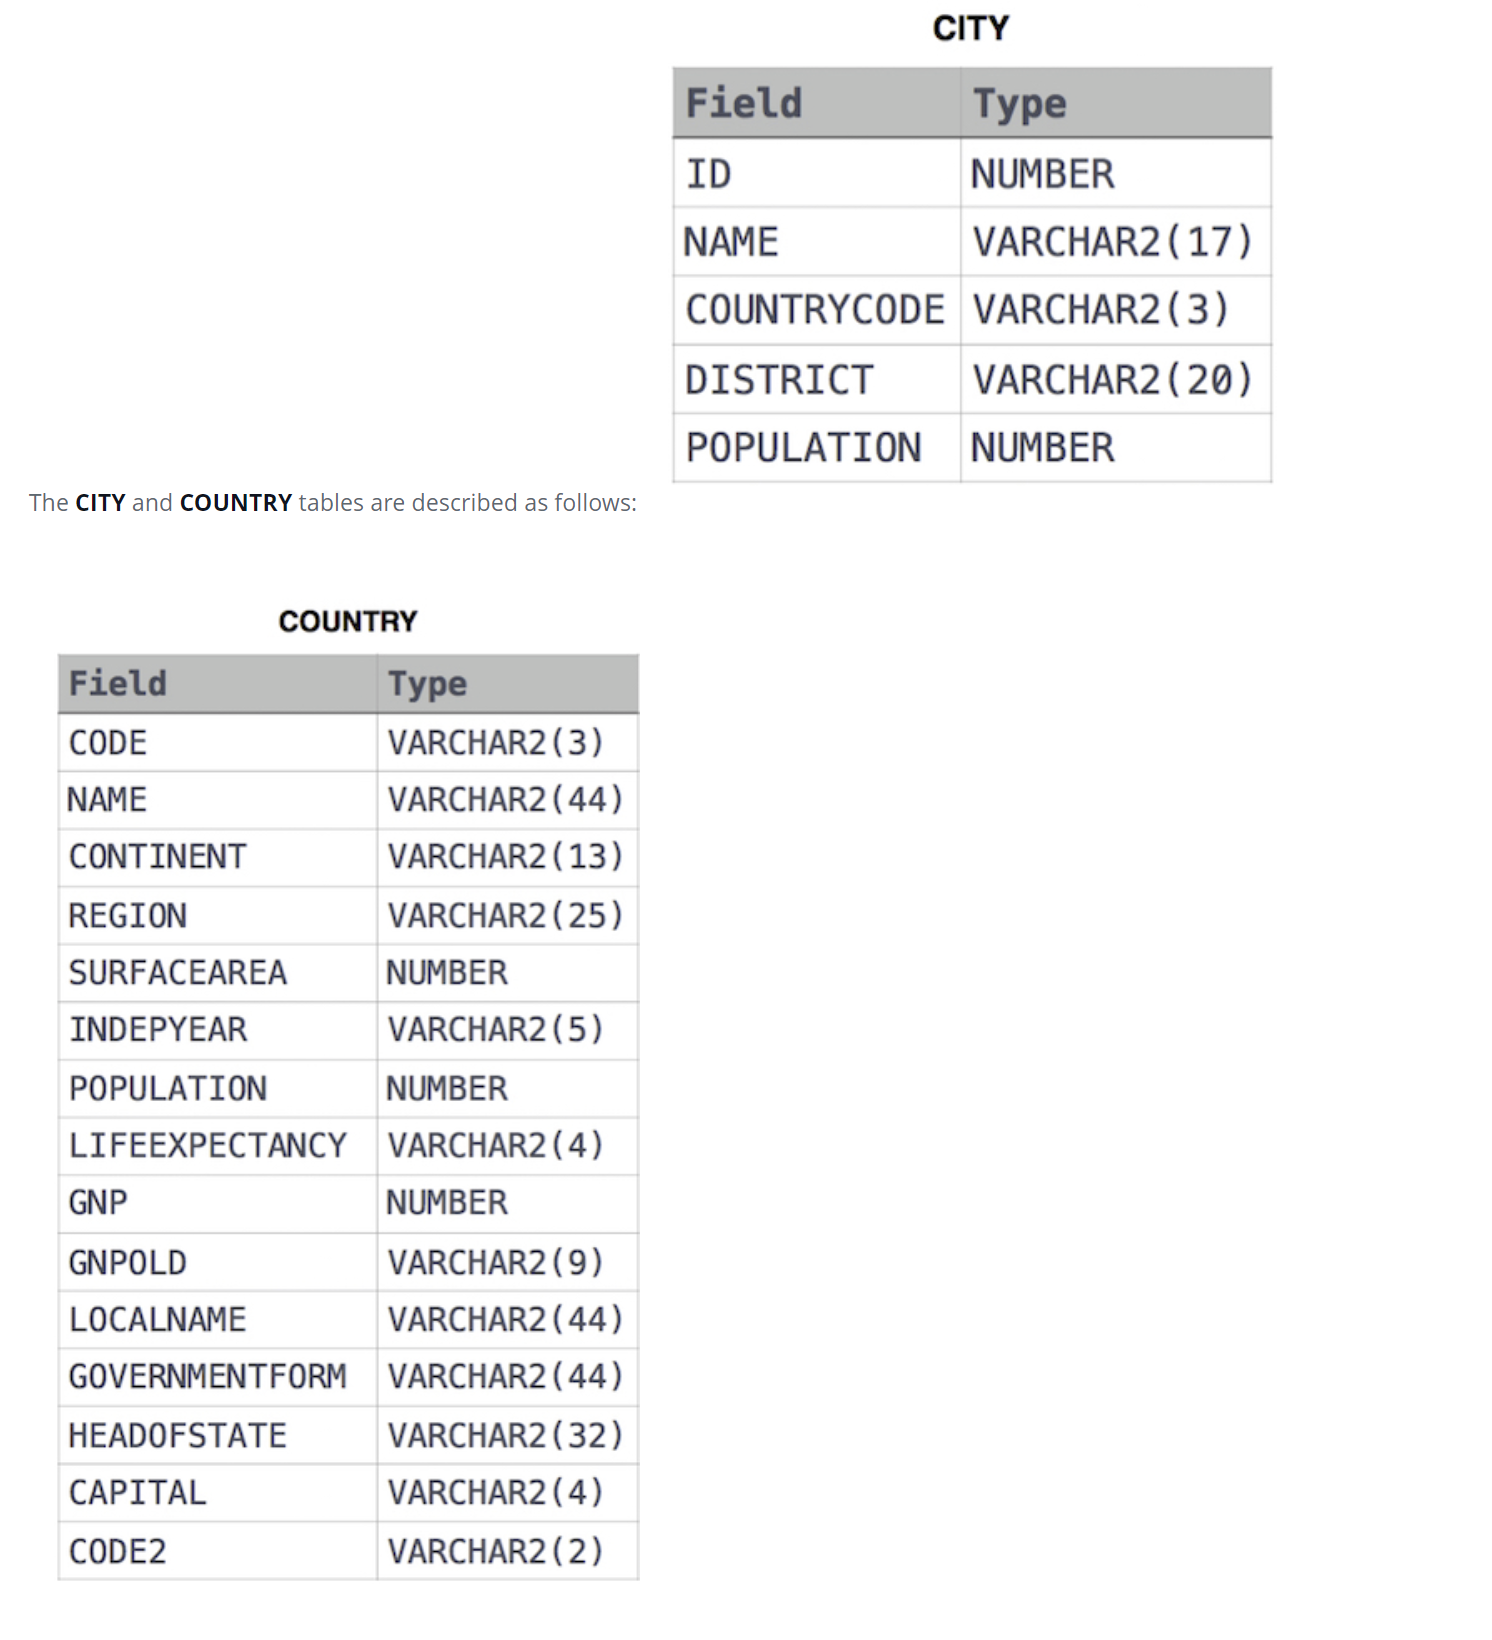 CITY
Field Type
ID NUMBER
NAME VARCHAR2(17)
COUNTRYCODE VARCHAR2(3)
DISTRICT VARCHAR2(20)
POPULATION NUMBER
The CITY and COUNTRY tables are described as follows:
COUNTRY
Field Type
CODE VARCHAR2(3)
NAME VARCHAR2(44)
CONTINENT VARCHAR2(13)
REGION VARCHAR2(25)
SURFACEAREA NUMBER
INDEPYEAR VARCHAR2(5)
POPULATION NUMBER
LIFEEXPECTANCY VARCHAR2(4)
GNP NUMBER
GNPOLD VARCHAR2(9)
LOCALNAME VARCHAR2(44)
GOVERNMENTFORM VARCHAR2(44)
HEADOFSTATE VARCHAR2(32)
CAPITAL VARCHAR2(4)
CODE2 VARCHAR2(2)